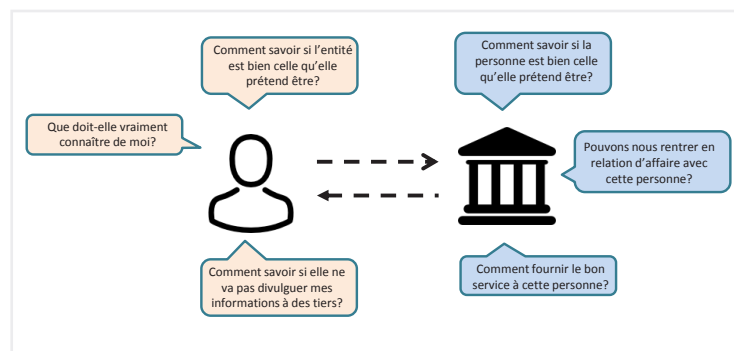 Comment savoir si l'entité
est bien celle qu'elle
prétend être?
Comment savoir si la
personne est bien celle
qu'elle prétend être?
Que doit-elle vraiment
connaître de moi?
Pouvons nous rentrer en
relation d'affaire avec
cette personne?
Comment savoir si elle ne
va pas divulguer mes
informations à des tiers?
Comment fournir le bon
service à cette personne?